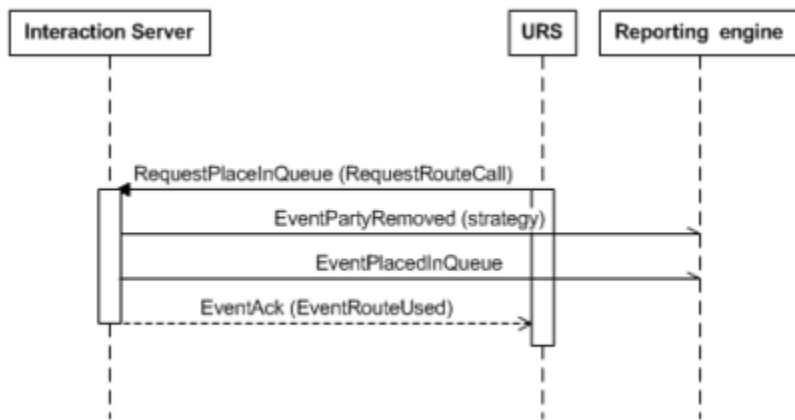 Interaction Server
URS
Reporting engine
RequestPlaceInQueue (RequestRouteCall)
EventPartyRemoved (strategy)
EventPlacedInQueue
EventAck (EventRouteUsed)